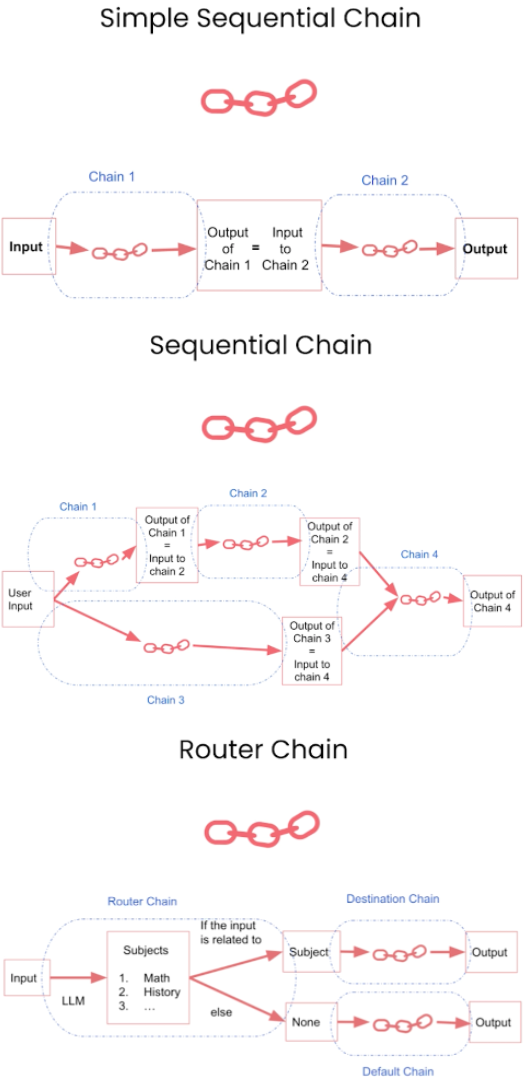 Simple Sequential Chain
Chain 1
Chain 2
Input
Output
of
Chain 1
=
Input
to
Chain 2
Output
Sequential Chain
Chain 1
Chain 2
Output of
Chain 1
=
Input to
chain 2
Output of
Chain 2
=
Input to
chain 4
Chain 4
User
Input
Output of
Chain 4
Output of
Chain 3
=
Input to
chain 4
Chain 3
Router Chain
Router Chain
Destination Chain
If the input
is related to
Subjects
1. Math
2. History
3. ...
Input
LLM
Subject
Output
else
None
Output
Default Chain